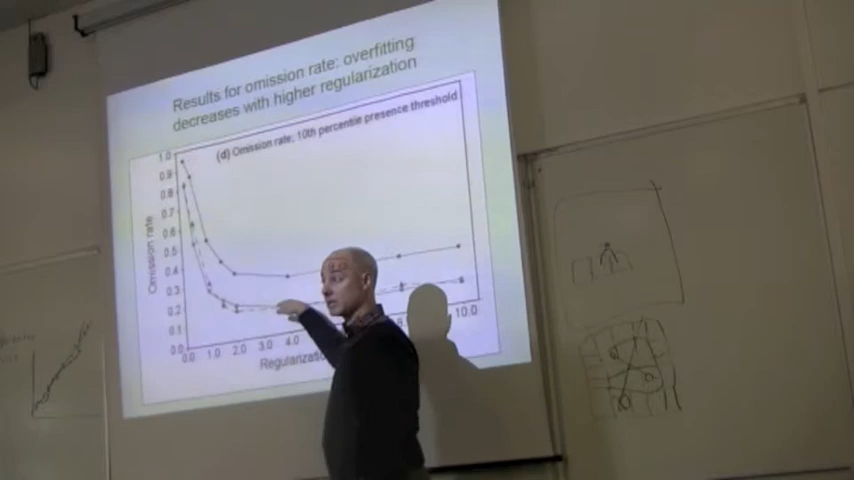 Results for omission rate: overfitting
decreases with higher regularization
(d) Omission rate; 10th percentile presence threshold
1.0
0.9
0.8
0.7
0.6
0.5
0.4
0.3
0.2
0.1
0.0
Omission rate
0.0 1.0 2.0 3.0 4.0 10.0
Regularizatio